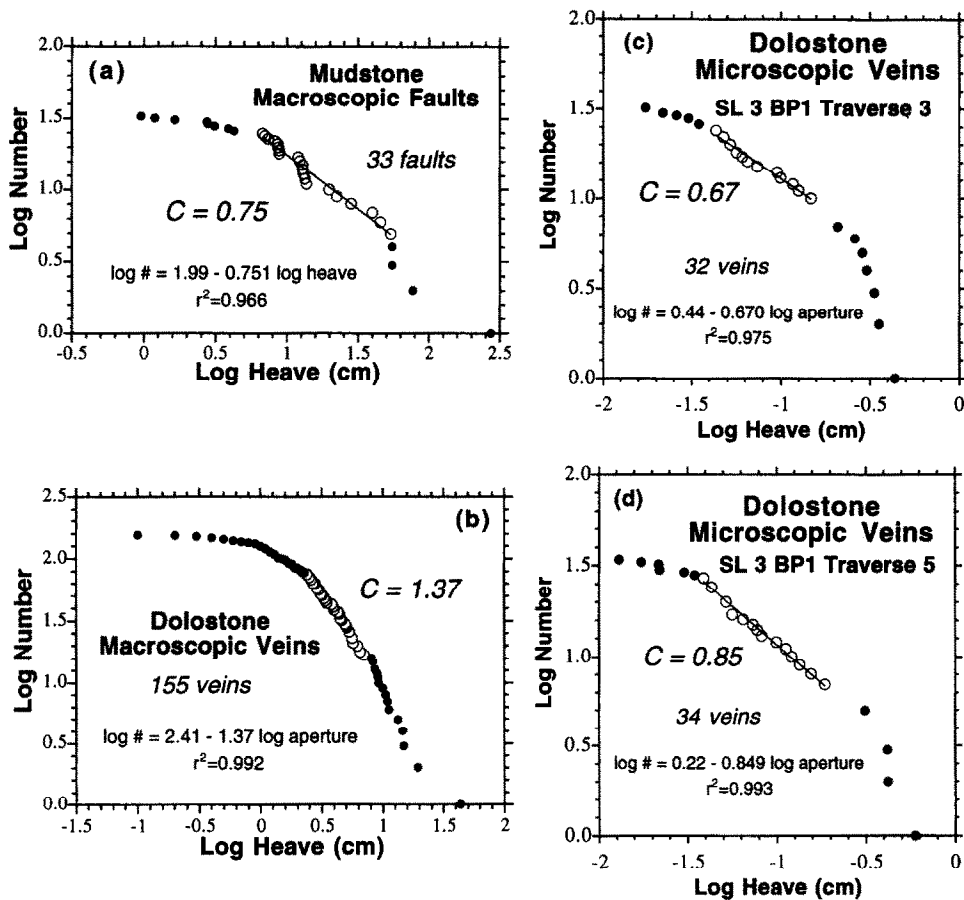 (a)
Mudstone
Macroscopic Faults
33 faults
C = 0.75
log # = 1.99 - 0.751 log heave
r²=0.966
Log Number
2.0
1.5
1.0
0.5
0.0
-0.5
0
0.5
1
1.5
2
2.5
Log Heave (cm)
(c)
Dolostone
Microscopic Veins
SL 3 BP1 Traverse 3
C = 0.67
32 veins
log # = 0.44 - 0.670 log aperture
r²=0.975
Log Number
2.0
1.5
1.0
0.5
0.0
-2
-1.5
-1
-0.5
0
Log Heave (cm)
(b)
C = 1.37
Dolostone
Macroscopic Veins
155 veins
log # = 2.41 - 1.37 log aperture
r²=0.992
Log Number
2.5
2.0
1.5
1.0
0.5
0.0
-1.5
-1
-0.5
0
0.5
1
1.5
2
Log Heave (cm)
(d)
Dolostone
Microscopic Veins
SL 3 BP1 Traverse 5
C = 0.85
34 veins
log # = 0.22 - 0.849 log aperture
r²=0.993
Log Number
2.0
1.5
1.0
0.5
0.0
-2
-1.5
-1
-0.5
0
Log Heave (cm)